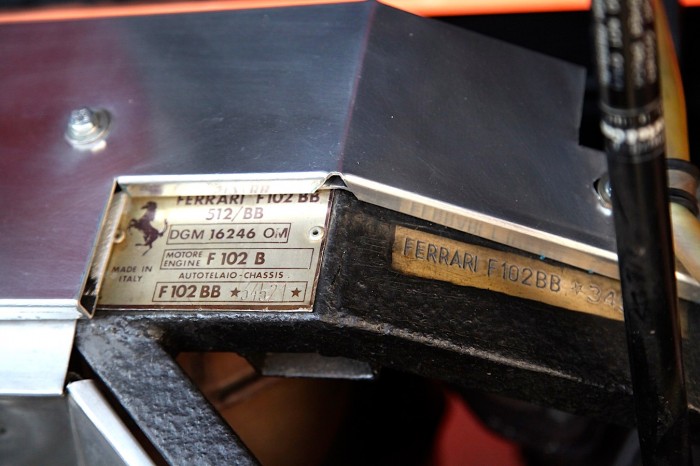 FERRARI F102 BB
512/BB
DGM 16246 OM
MOTORE
ENGINE F 102 B
MADE IN
ITALY
AUTOTELAIO-CHASSIS
F 102 BB ★ ★
FERRARI F102BB ★34